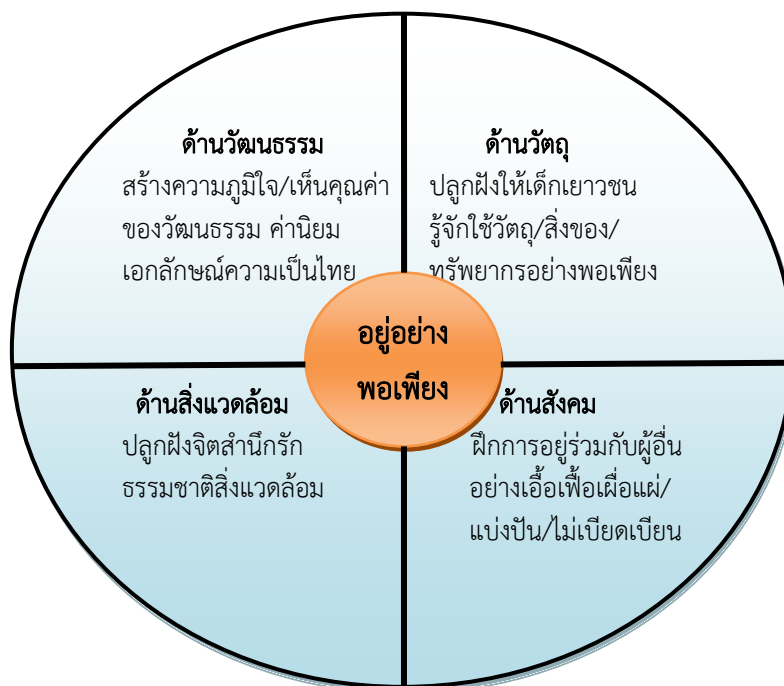 ด้านวัฒนธรรม
สร้างความภูมิใจ/เห็นคุณค่า
ของวัฒนธรรม ค่านิยม
เอกลักษณ์ความเป็นไทย
ด้านวัตถุ
ปลูกฝังให้เด็กเยาวชน
รู้จักใช้วัตถุ/สิ่งของ/
ทรัพยากรอย่างพอเพียง
อยู่อย่าง
พอเพียง
ด้านสิ่งแวดล้อม
ปลูกฝังจิตสำนึกรัก
ธรรมชาติสิ่งแวดล้อม
ด้านสังคม
ฝึกการอยู่ร่วมกับผู้อื่น
อย่างเอื้อเฟื้อเผื่อแผ่/
แบ่งปัน/ไม่เบียดเบียน